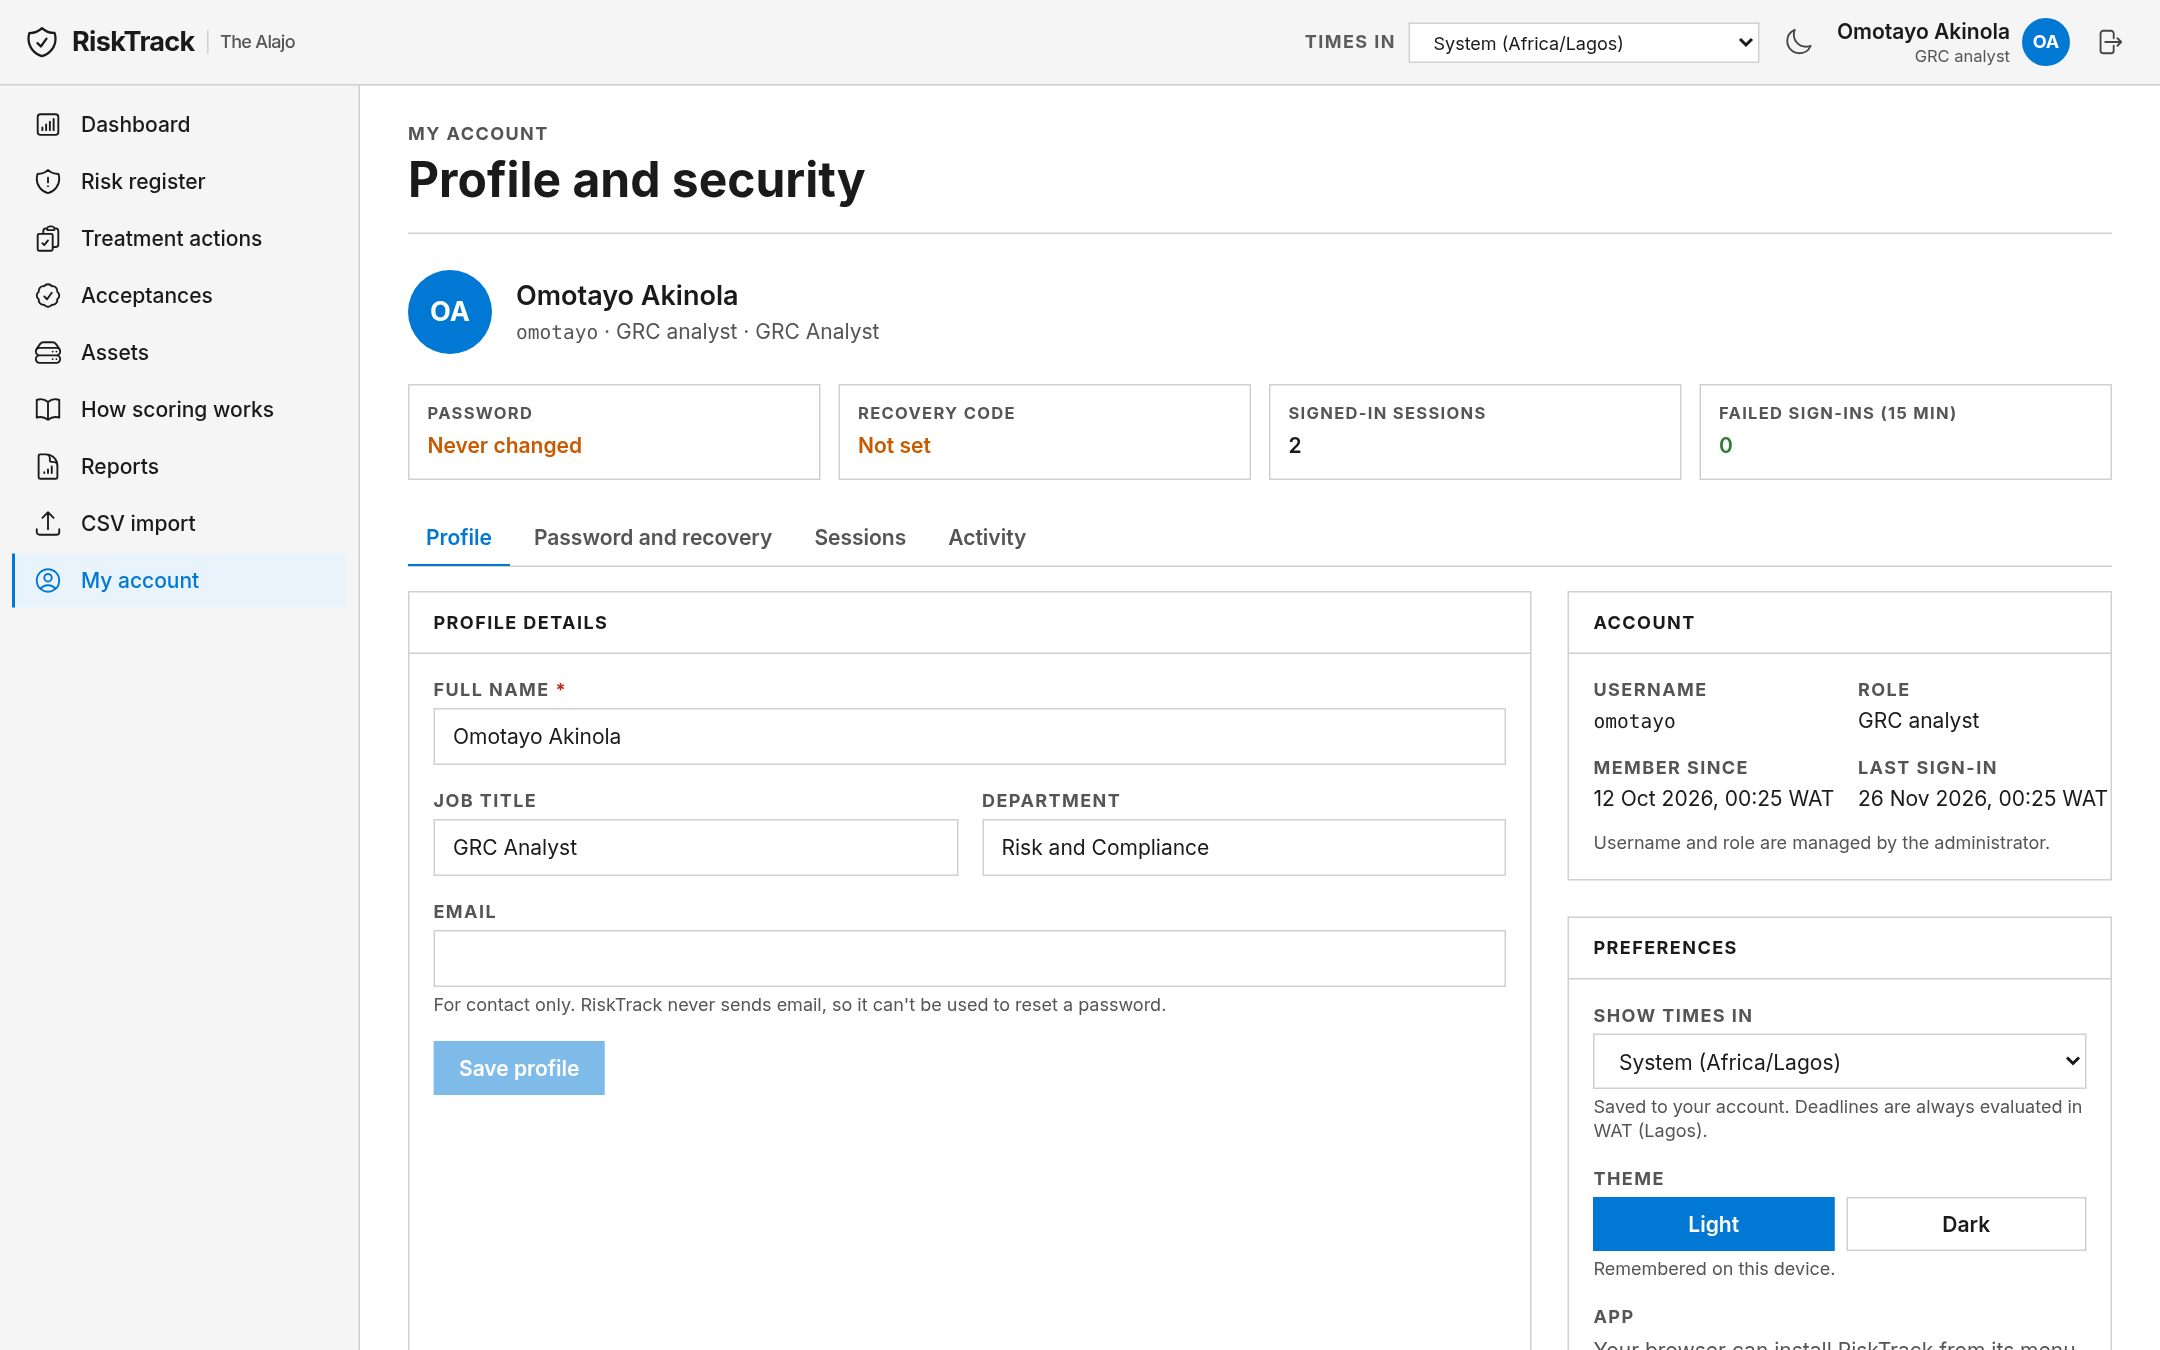 RiskTrack
The Alajo
TIMES IN
System (Africa/Lagos)
Omotayo Akinola
GRC analyst
OA
Dashboard
Risk register
Treatment actions
Acceptances
Assets
How scoring works
Reports
CSV import
My account
MY ACCOUNT
Profile and security
OA
Omotayo Akinola
omotayo · GRC analyst · GRC Analyst
PASSWORD
Never changed
RECOVERY CODE
Not set
SIGNED-IN SESSIONS
2
FAILED SIGN-INS (15 MIN)
0
Profile
Password and recovery
Sessions
Activity
PROFILE DETAILS
FULL NAME *
Omotayo Akinola
JOB TITLE
GRC Analyst
DEPARTMENT
Risk and Compliance
EMAIL
For contact only. RiskTrack never sends email, so it can't be used to reset a password.
Save profile
ACCOUNT
USERNAME
omotayo
ROLE
GRC analyst
MEMBER SINCE
12 Oct 2026, 00:25 WAT
LAST SIGN-IN
26 Nov 2026, 00:25 WAT
Username and role are managed by the administrator.
PREFERENCES
SHOW TIMES IN
System (Africa/Lagos)
Saved to your account. Deadlines are always evaluated in
WAT (Lagos).
THEME
Light
Dark
Remembered on this device.
APP
Your browser can install RiskTrack from its menu